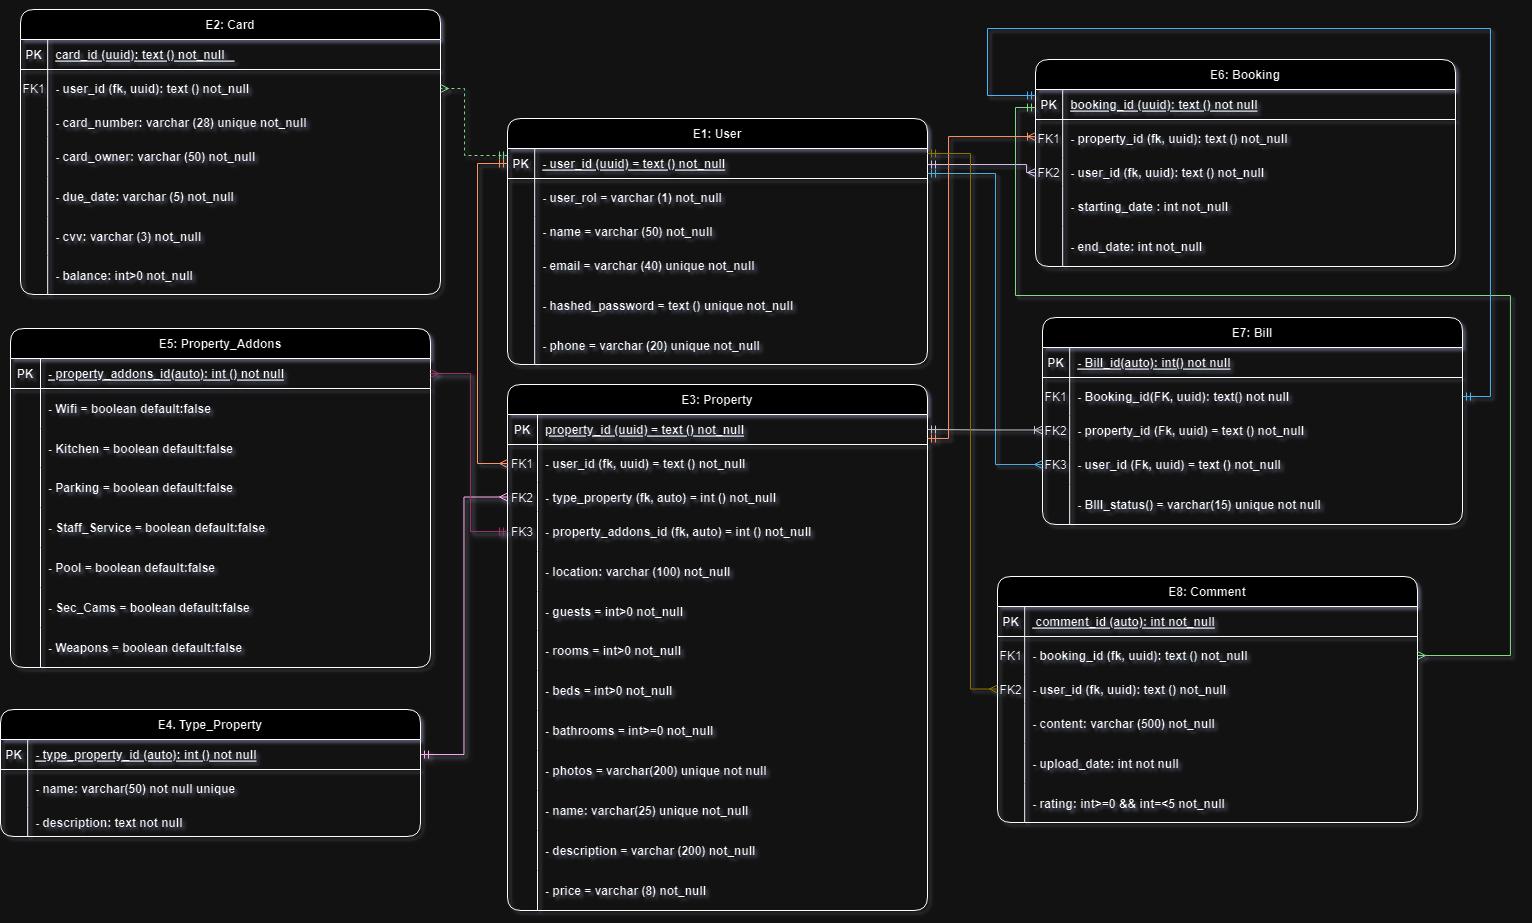 E2: Card
PK card_id (uuid): text () not_null
FK1 - user_id (fk, uuid): text () not_null
- card_number: varchar (28) unique not_null
- card_owner: varchar (50) not_null
- due_date: varchar (5) not_null
- cvv: varchar (3) not_null
- balance: int>0 not_null
E5: Property_Addons
PK - property_addons_id(auto): int () not null
- Wifi = boolean default:false
- Kitchen = boolean default:false
- Parking = boolean default:false
- Staff_Service = boolean default:false
- Pool = boolean default:false
- Sec_Cams = boolean default:false
- Weapons = boolean default:false
E4. Type_Property
PK - type_property_id (auto): int () not null
- name: varchar(50) not null unique
- description: text not null
E1: User
PK - user_id (uuid) = text () not_null
- user_rol = varchar (1) not_null
- name = varchar (50) not_null
- email = varchar (40) unique not_null
- hashed_password = text () unique not_null
- phone = varchar (20) unique not_null
E3: Property
PK property_id (uuid) = text () not_null
FK1 - user_id (fk, uuid) = text () not_null
FK2 - type_property (fk, auto) = int () not_null
FK3 - property_addons_id (fk, auto) = int () not_null
- location: varchar (100) not_null
- guests = int>0 not_null
- rooms = int>0 not_null
- beds = int>0 not_null
- bathrooms = int>=0 not_null
- photos = varchar(200) unique not null
- name: varchar(25) unique not_null
- description = varchar (200) not_null
- price = varchar (8) not_null
E6: Booking
PK booking_id (uuid): text () not null
FK1 - property_id (fk, uuid): text () not_null
FK2 - user_id (fk, uuid): text () not_null
- starting_date : int not_null
- end_date: int not_null
E7: Bill
PK - Bill_id(auto): int() not null
FK1 - Booking_id(FK, uuid): text() not null
FK2 - property_id (Fk, uuid) = text () not_null
FK3 - user_id (Fk, uuid) = text () not_null
- BIll_status() = varchar(15) unique not null
E8: Comment
PK comment_id (auto): int not_null
FK1 - booking_id (fk, uuid): text () not_null
FK2 - user_id (fk, uuid): text () not_null
- content: varchar (500) not_null
- upload_date: int not null
- rating: int>=0 && int=<5 not_null